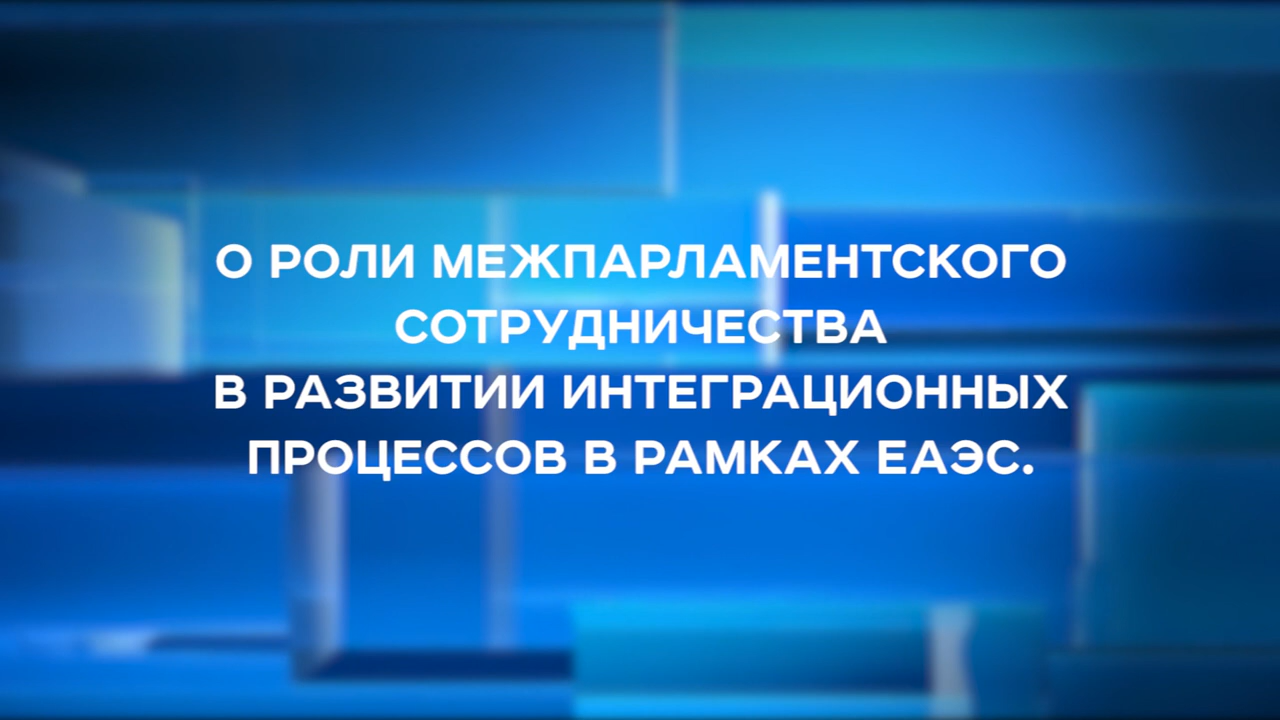 О РОЛИ МЕЖПАРЛАМЕНТСКОГО
СОТРУДНИЧЕСТВА
В РАЗВИТИИ ИНТЕГРАЦИОННЫХ
ПРОЦЕССОВ В РАМКАХ ЕАЭС.